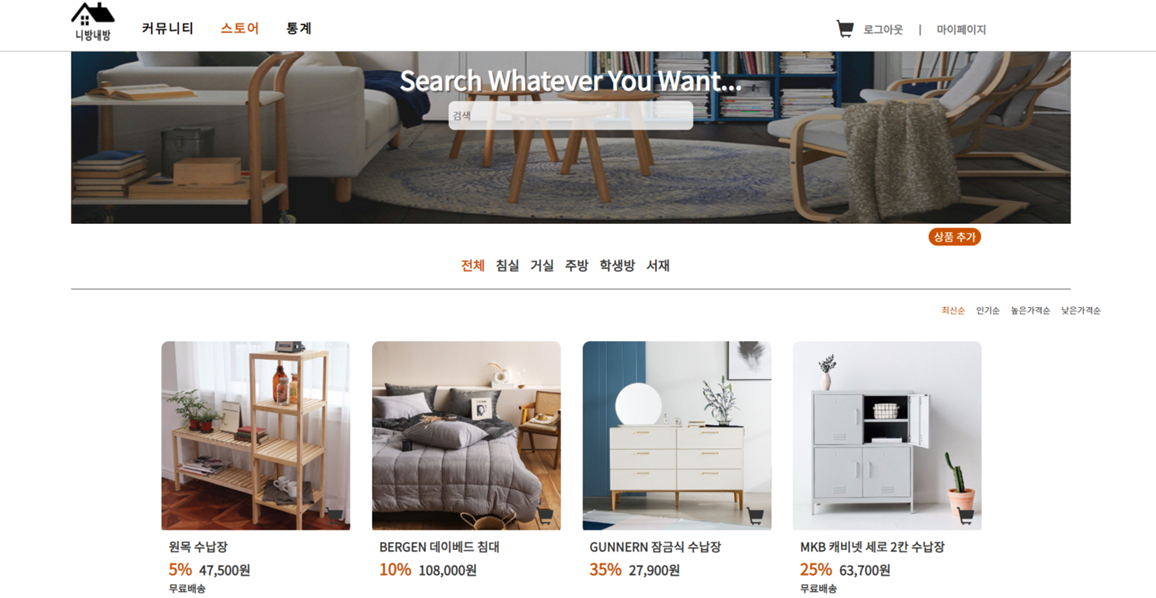 니방내방
커뮤니티 스토어 통계 로그아웃 | 마이페이지
Search Whatever You Want...
검색
상품 추가
전체 침실 거실 주방 학생방 서재
최신순 인기순 높은가격순 낮은가격순
원목 수납장
5% 47,500원
무료배송
BERGEN 데이베드 침대
10% 108,000원
GUNNERN 잠금식 수납장
35% 27,900원
MKB 캐비넷 세로 2칸 수납장
25% 63,700원
무료배송